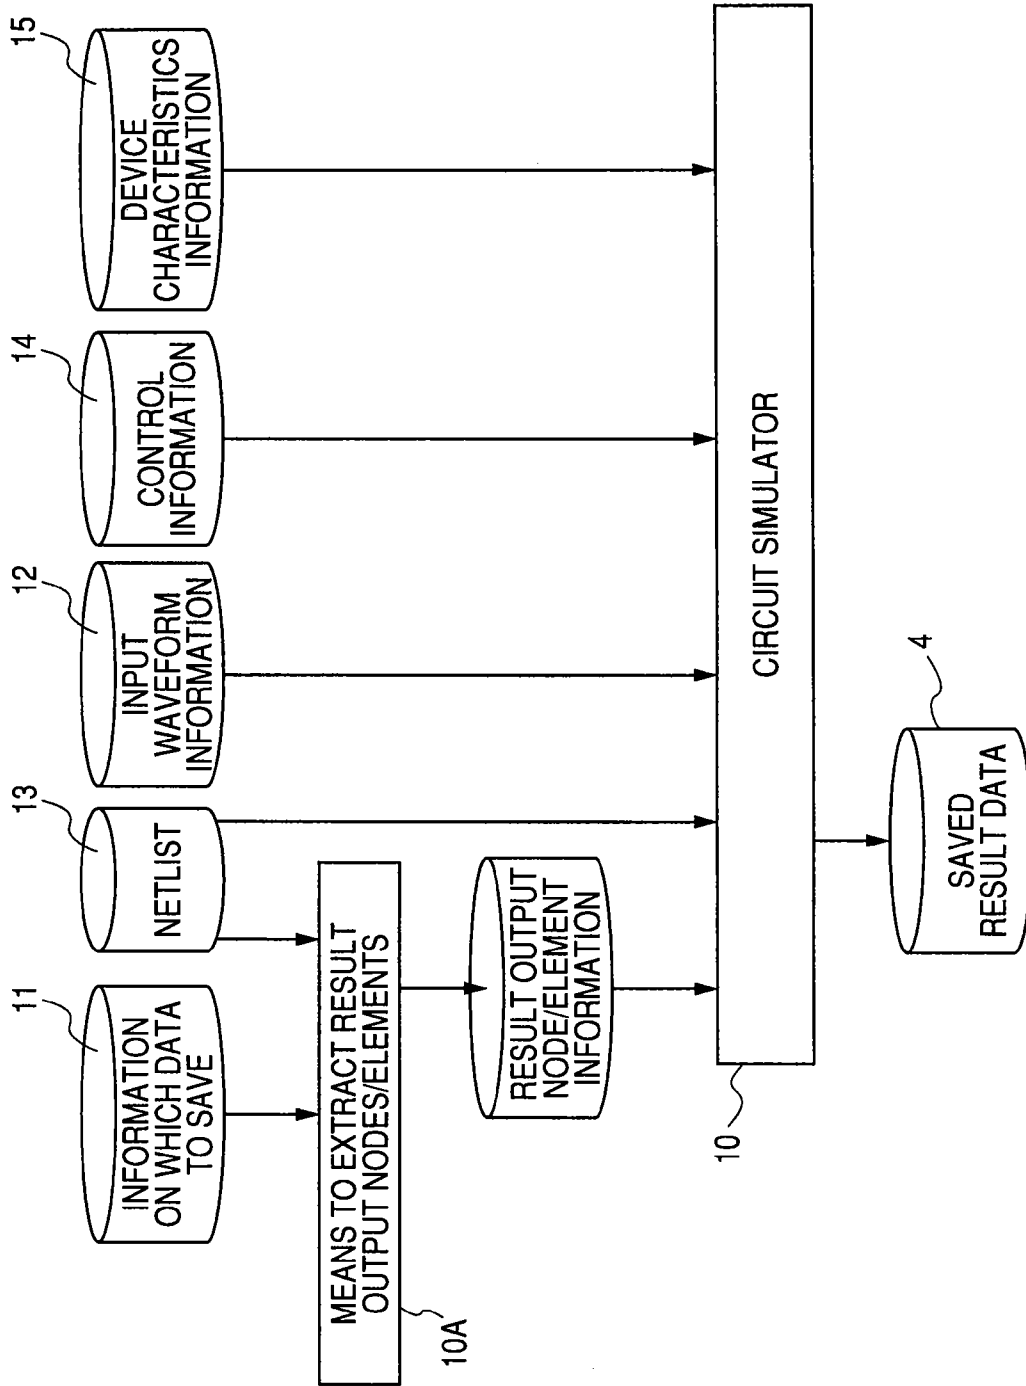 11
INFORMATION
ON WHICH DATA
TO SAVE
13
NETLIST
12
INPUT
WAVEFORM
INFORMATION
14
CONTROL
INFORMATION
15
DEVICE
CHARACTERISTICS
INFORMATION
MEANS TO EXTRACT RESULT
OUTPUT NODES/ELEMENTS
10A
RESULT OUTPUT
NODE/ELEMENT
INFORMATION
10
CIRCUIT SIMULATOR
4
SAVED
RESULT DATA